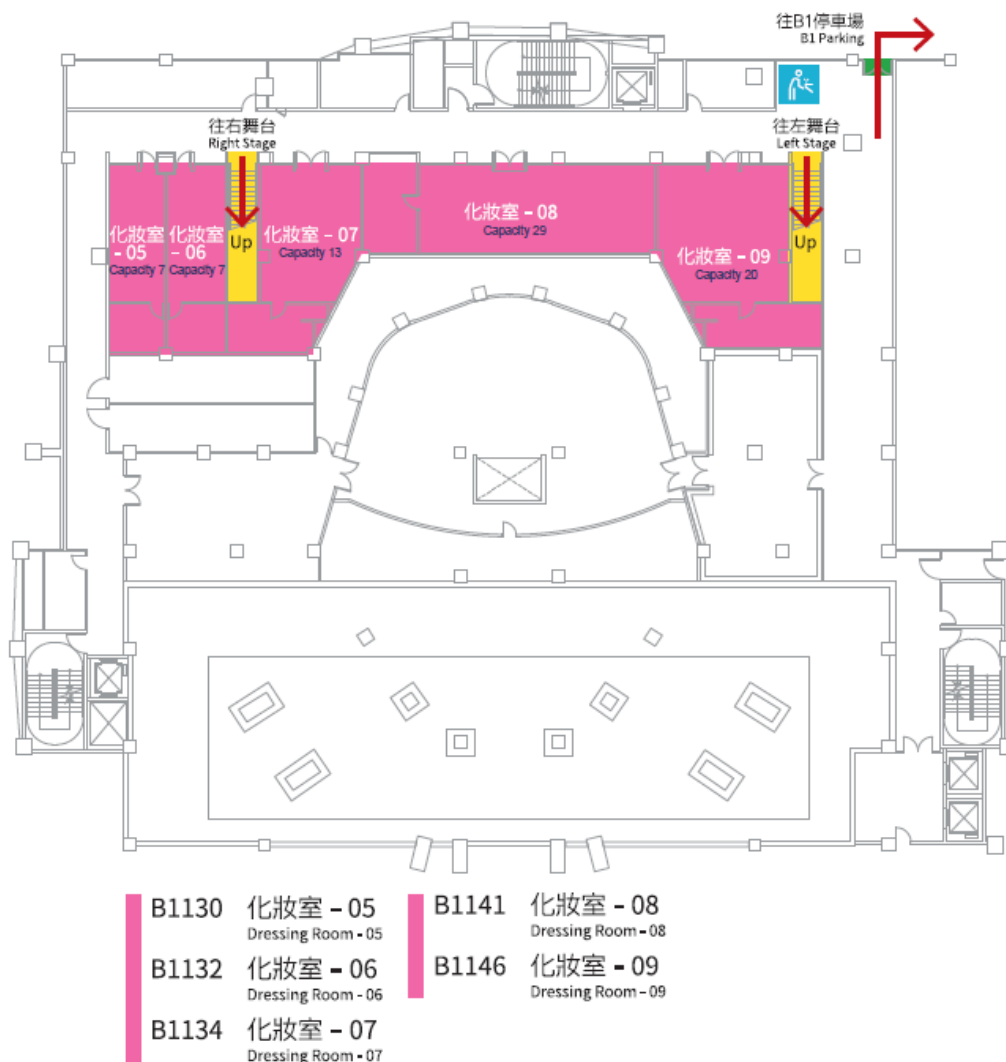 往B1停車場
B1 Parking
往右舞台
Right Stage
往左舞台
Left Stage
化妝室
- 05
Capacity 7
化妝室
- 06
Capacity 7
Up
化妝室 - 07
Capacity 13
化妝室 - 08
Capacity 29
化妝室 - 09
Capacity 20
Up
B1130 化妝室 - 05
Dressing Room - 05
B1132 化妝室 - 06
Dressing Room - 06
B1134 化妝室 - 07
Dressing Room - 07
B1141 化妝室 - 08
Dressing Room - 08
B1146 化妝室 - 09
Dressing Room - 09